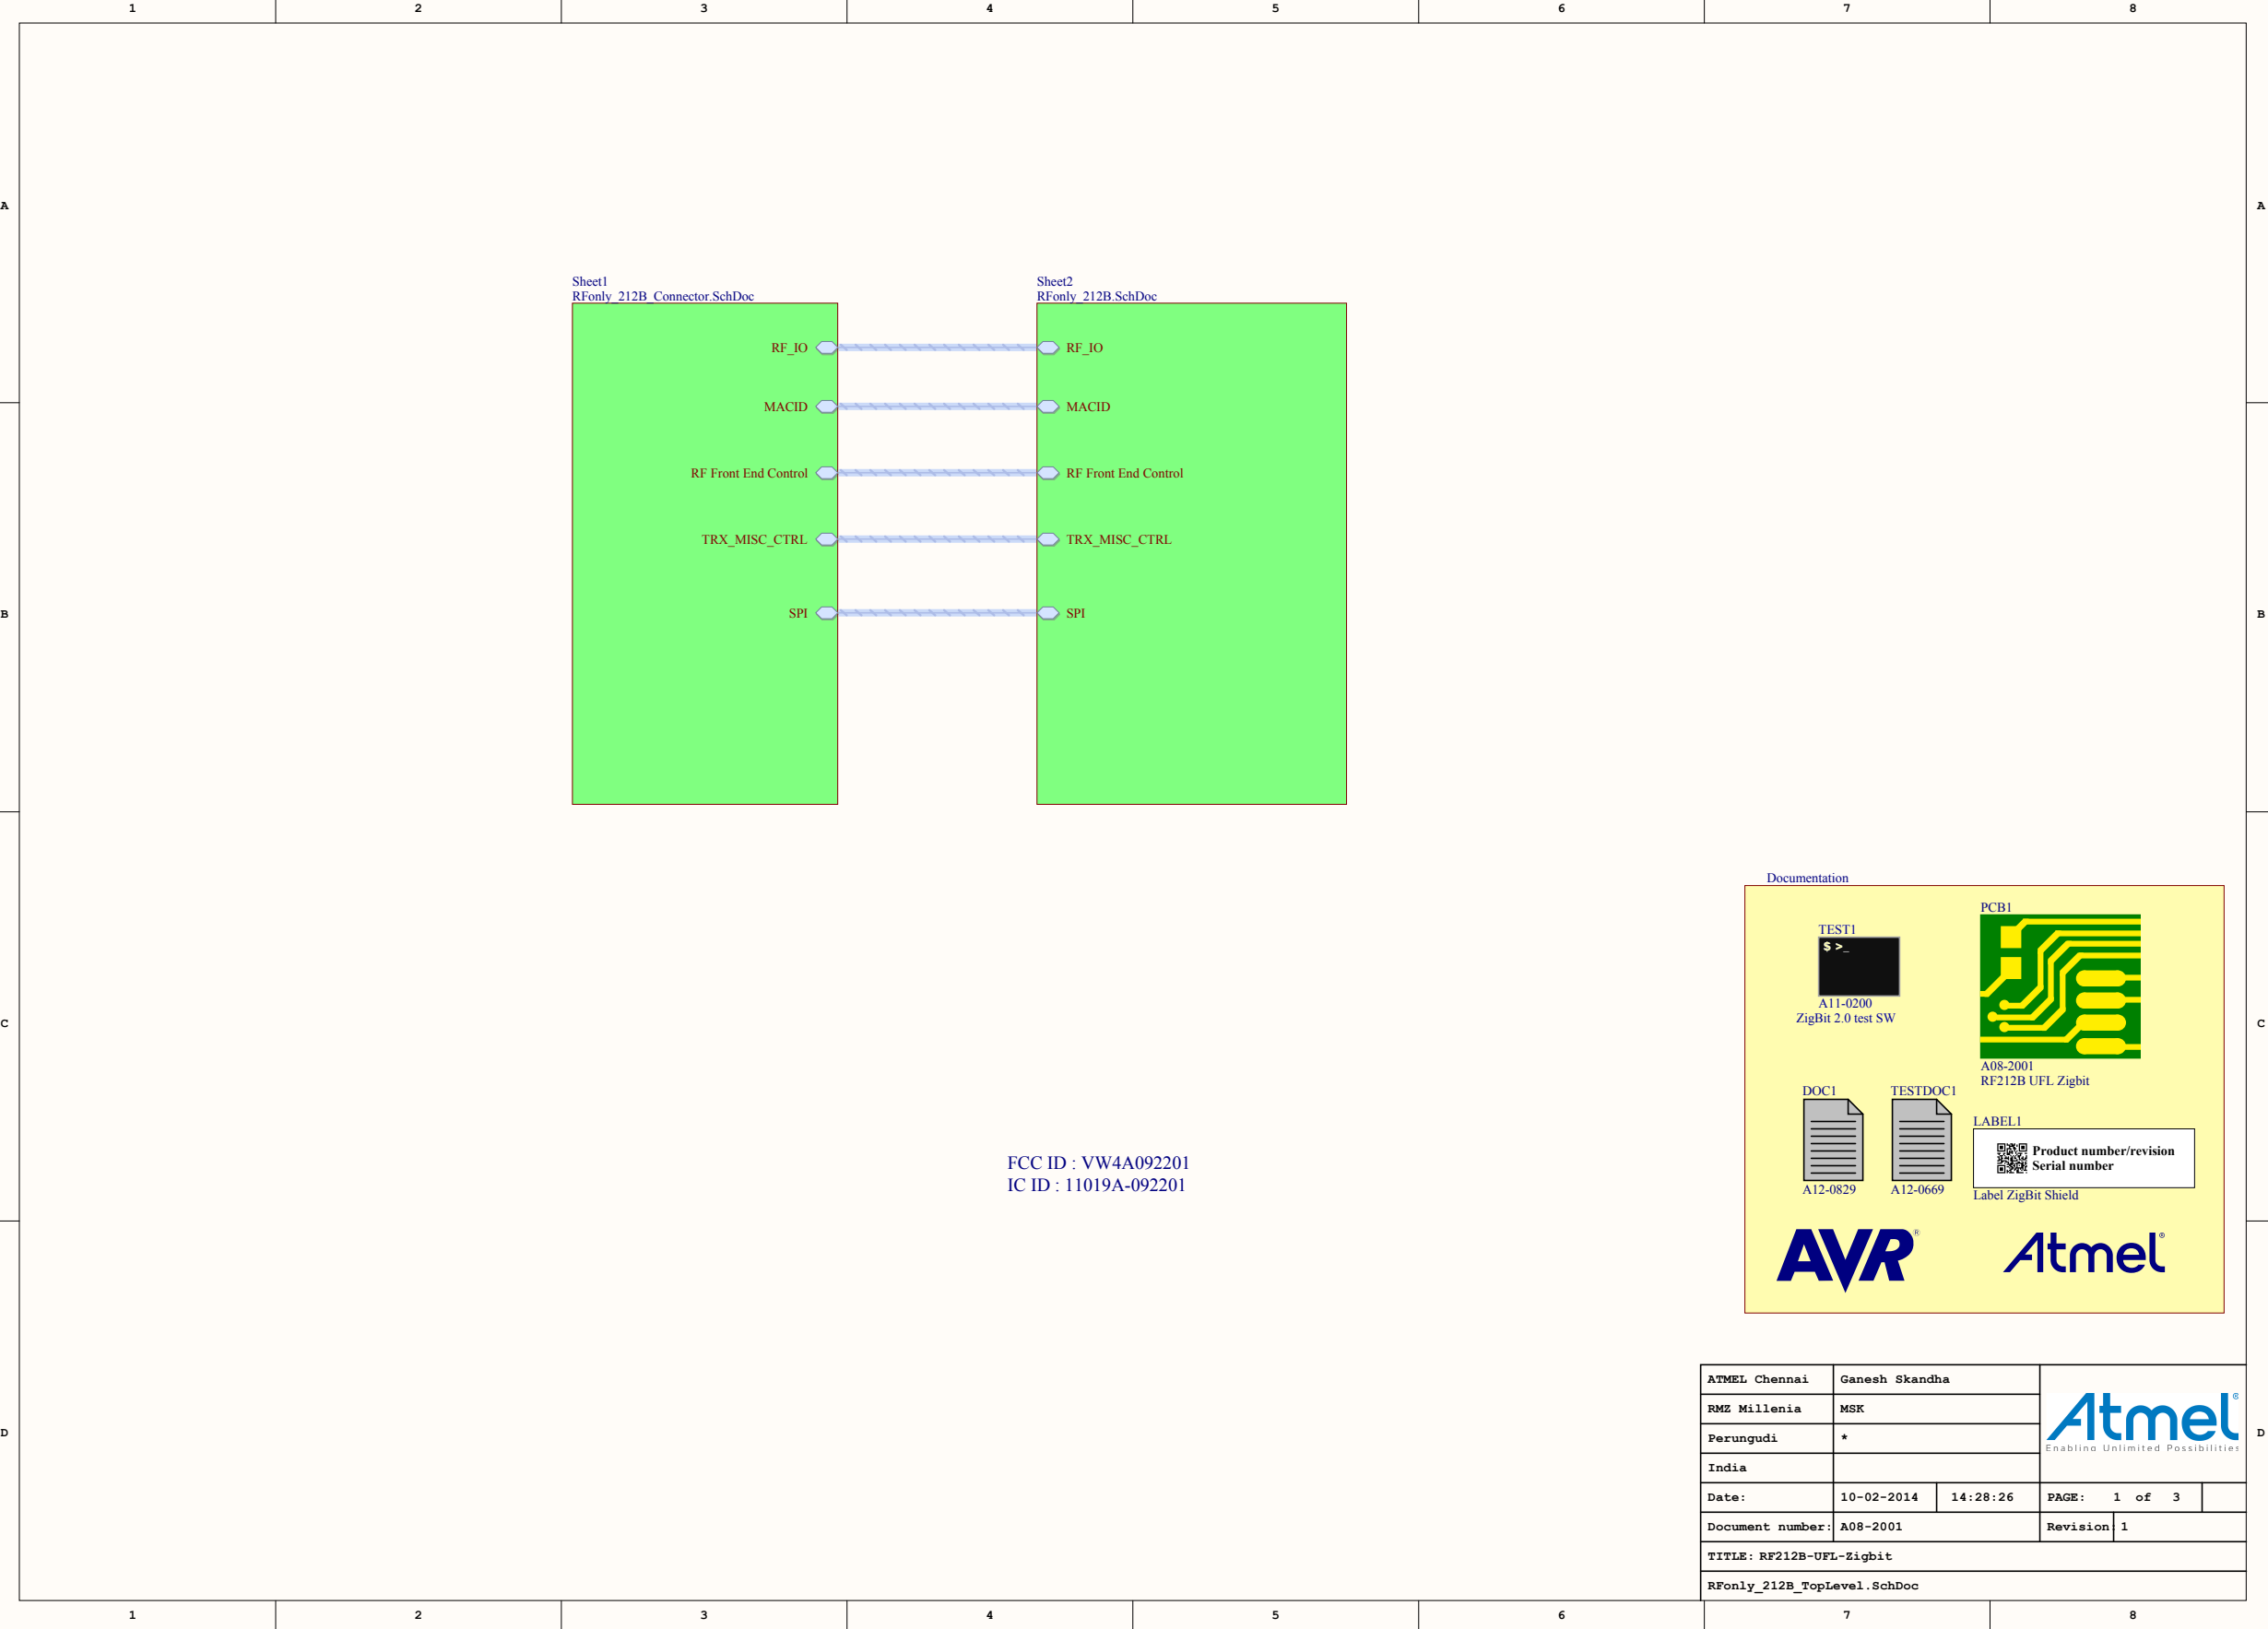 1 2 3 4 5 6 7 8
A A
B B
C C
D D
Sheet1
RFonly_212B_Connector.SchDoc
RF_IO
MACID
RF Front End Control
TRX_MISC_CTRL
SPI
Sheet2
RFonly_212B.SchDoc
RF_IO
MACID
RF Front End Control
TRX_MISC_CTRL
SPI
FCC ID : VW4A092201
IC ID : 11019A-092201
Documentation
TEST1
$ >_
A11-0200
ZigBit 2.0 test SW
PCB1
A08-2001
RF212B UFL Zigbit
DOC1
A12-0829
TESTDOC1
A12-0669
LABEL1
Product number/revision
Serial number
Label ZigBit Shield
AVR®
Atmel®
ATMEL Chennai Ganesh Skandha
RMZ Millenia MSK
Perungudi *
India
Atmel®
Enabling Unlimited Possibilities
Date: 10-02-2014 14:28:26 PAGE: 1 of 3
Document number: A08-2001 Revision: 1
TITLE: RF212B-UFL-Zigbit
RFonly_212B_TopLevel.SchDoc
1 2 3 4 5 6 7 8